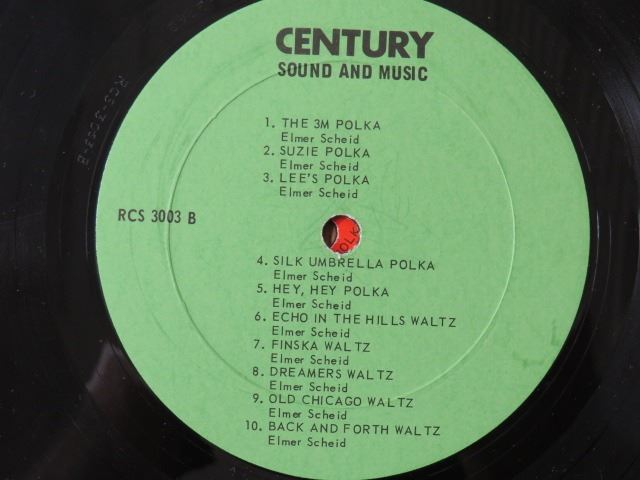 CENTURY
SOUND AND MUSIC
1. THE 3M POLKA
Elmer Scheid
2. SUZIE POLKA
Elmer Scheid
3. LEE'S POLKA
Elmer Scheid
RCS 3003 B
4. SILK UMBRELLA POLKA
Elmer Scheid
5. HEY, HEY POLKA
Elmer Scheid
6. ECHO IN THE HILLS WALTZ
Elmer Scheid
7. FINSKA WALTZ
Elmer Scheid
8. DREAMERS WALTZ
Elmer Scheid
9. OLD CHICAGO WALTZ
Elmer Scheid
10. BACK AND FORTH WALTZ
Elmer Scheid